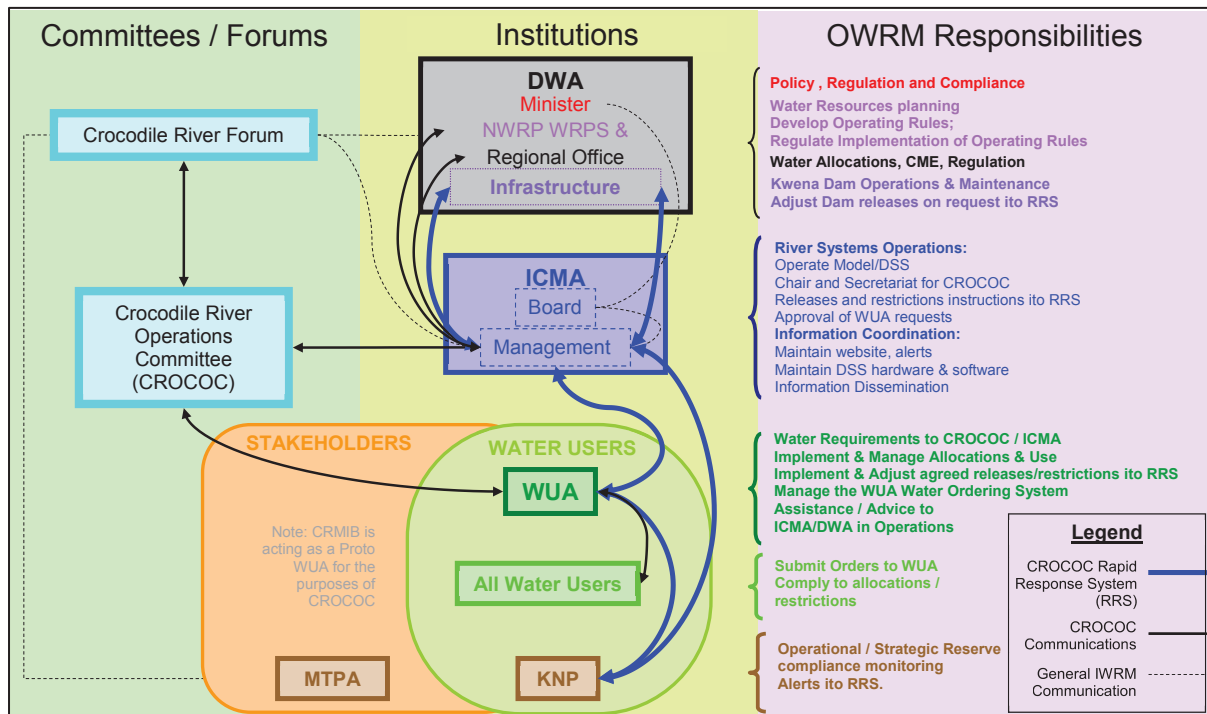 Committees / Forums
Institutions
OWRM Responsibilities
Crocodile River Forum
Crocodile River
Operations
Committee
(CROCOC)
DWA
Minister
NWRP WRPS &
Regional Office
Infrastructure
ICMA
Board
Management
STAKEHOLDERS
WATER USERS
WUA
Note: CRMIB is
acting as a Proto
WUA for the
purposes of
CROCOC
All Water Users
MTPA
KNP
Policy , Regulation and Compliance
Water Resources planning
Develop Operating Rules;
Regulate Implementation of Operating Rules
Water Allocations, CME, Regulation
Kwena Dam Operations & Maintenance
Adjust Dam releases on request ito RRS
River Systems Operations:
Operate Model/DSS
Chair and Secretariat for CROCOC
Releases and restrictions instructions ito RRS
Approval of WUA requests
Information Coordination:
Maintain website, alerts
Maintain DSS hardware & software
Information Dissemination
Water Requirements to CROCOC / ICMA
Implement & Manage Allocations & Use
Implement & Adjust agreed releases/restrictions ito RRS
Manage the WUA Water Ordering System
Assistance / Advice to
ICMA/DWA in Operations
Submit Orders to WUA
Comply to allocations /
restrictions
Operational / Strategic Reserve
compliance monitoring
Alerts ito RRS.
Legend
CROCOC Rapid
Response System
(RRS)
CROCOC
Communications
General IWRM
Communication